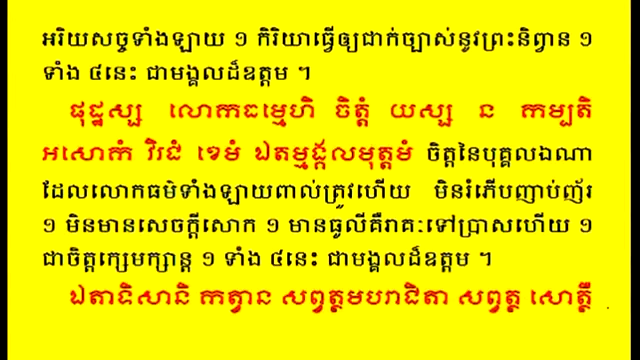 អរិយសច្ចទាំងឡាយ ១ កិរិយាធ្វើឲ្យជាក់ច្បាស់នូវព្រះនិព្វាន ១
ទាំង ៤នេះ ជាមង្គលដ៏ឧត្តម ។
ផុដ្ឋស្ស លោកធម្មេហិ ចិត្តំ យស្ស ន កម្បតិ
អសោកំ វិរជំ ខេមំ ឯតម្មង្គលមុត្តមំ ចិត្តនៃបុគ្គលឯណា
ដែលលោកធម៌ទាំងឡាយពាល់ត្រូវហើយ មិនរំភើបញាប់ញ័រ
១ មិនមានសេចក្តីសោក ១ មានធូលីគឺរាគៈទៅប្រាសហើយ ១
ជាចិត្តក្សេមក្សាន្ត ១ ទាំង ៤នេះ ជាមង្គលដ៏ឧត្តម ។
ឯតាទិសានិ កត្វាន សព្វត្ថមបរាជិតា សព្វត្ថ សោត្ថឹ